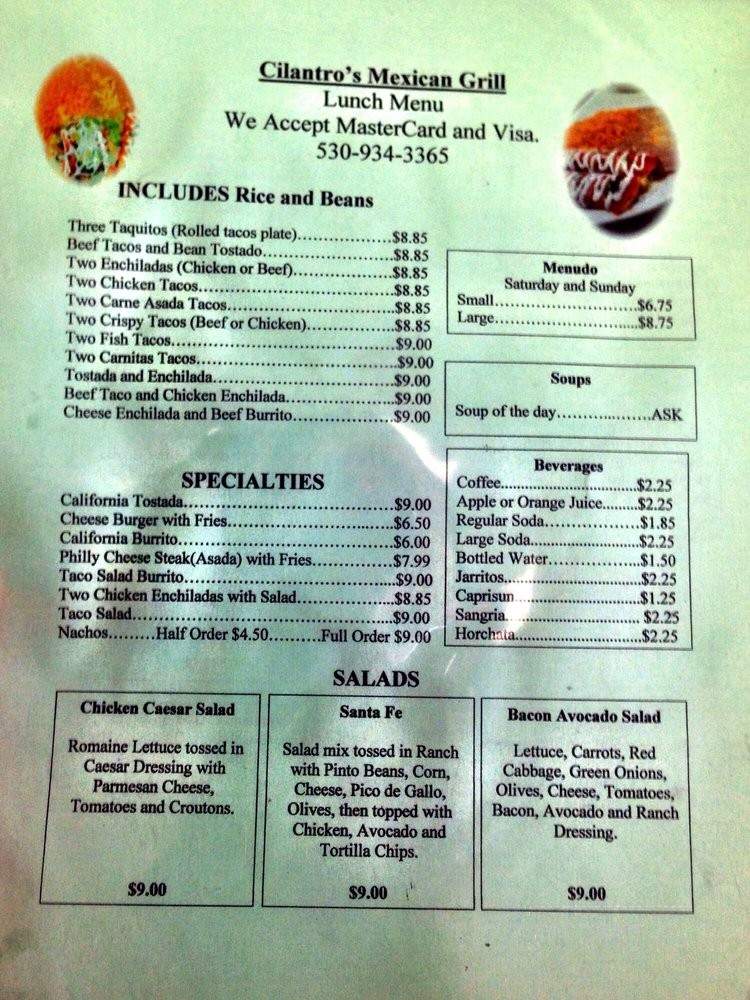 Cilantro's Mexican Grill
Lunch Menu
We Accept MasterCard and Visa.
530-934-3365
INCLUDES Rice and Beans
Three Taquitos (Rolled tacos plate)..................$8.85
Beef Tacos and Bean Tostado.........................$8.85
Two Enchiladas (Chicken or Beef)...................$8.85
Two Chicken Tacos.....................................$8.85
Two Carne Asada Tacos................................$8.85
Two Crispy Tacos (Beef or Chicken).................$8.85
Two Fish Tacos...........................................$9.00
Two Carnitas Tacos......................................$9.00
Tostada and Enchilada..................................$9.00
Beef Taco and Chicken Enchilada.....................$9.00
Cheese Enchilada and Beef Burrito...................$9.00
Menudo
Saturday and Sunday
Small...........................$6.75
Large...........................$8.75
Soups
Soup of the day..................ASK
SPECIALTIES
California Tostada........................................$9.00
Cheese Burger with Fries................................$6.50
California Burrito.........................................$6.00
Philly Cheese Steak(Asada) with Fries...............$7.99
Taco Salad Burrito........................................$9.00
Two Chicken Enchiladas with Salad..................$8.85
Taco Salad..................................................$9.00
Nachos.........Half Order $4.50.........Full Order $9.00
Beverages
Coffee.............................$2.25
Apple or Orange Juice.........$2.25
Regular Soda..................$1.85
Large Soda.......................$2.25
Bottled Water.................$1.50
Jarritos............................$2.25
Caprisun.........................$1.25
Sangria............................ $2.25
Horchata.........................$2.25
SALADS
Chicken Caesar Salad
Romaine Lettuce tossed in
Caesar Dressing with
Parmesan Cheese,
Tomatoes and Croutons.
$9.00
Santa Fe
Salad mix tossed in Ranch
with Pinto Beans, Corn,
Cheese, Pico de Gallo,
Olives, then topped with
Chicken, Avocado and
Tortilla Chips.
$9.00
Bacon Avocado Salad
Lettuce, Carrots, Red
Cabbage, Green Onions,
Olives, Cheese, Tomatoes,
Bacon, Avocado and Ranch
Dressing.
$9.00